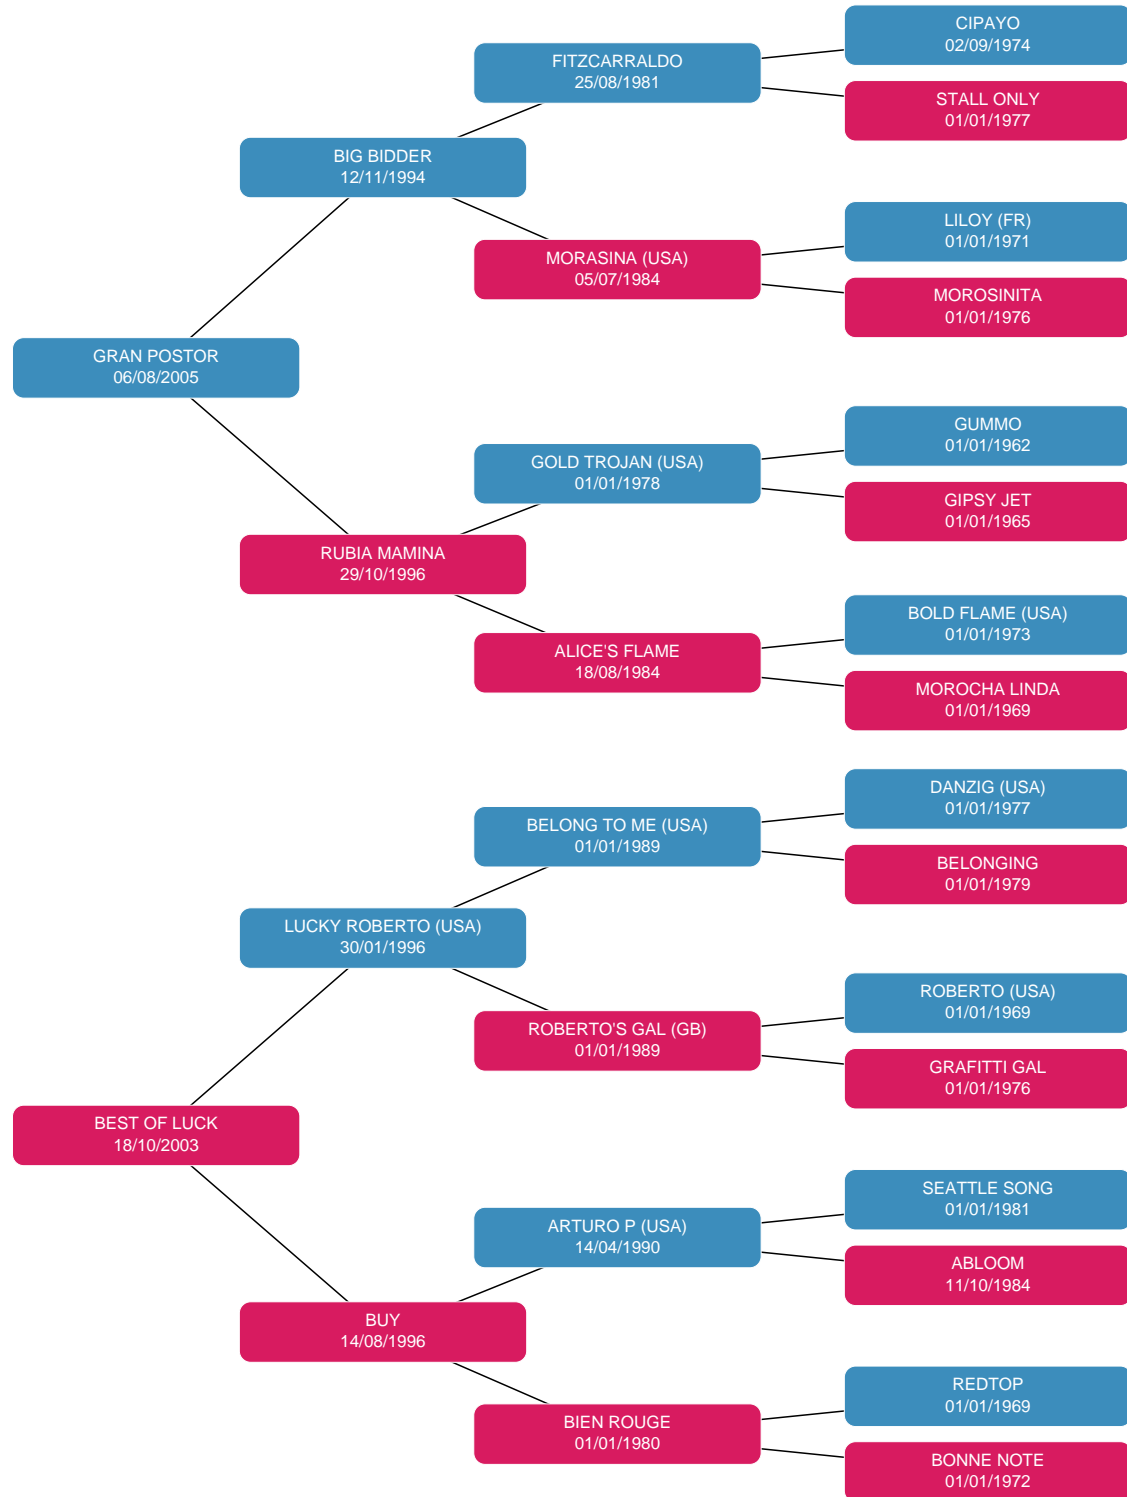 CIPAYO
02/09/1974
FITZCARRALDO
25/08/1981
STALL ONLY
01/01/1977
BIG BIDDER
12/11/1994
LILOY (FR)
01/01/1971
MORASINA (USA)
05/07/1984
MOROSINITA
01/01/1976
GRAN POSTOR
06/08/2005
GUMMO
01/01/1962
GOLD TROJAN (USA)
01/01/1978
GIPSY JET
01/01/1965
RUBIA MAMINA
29/10/1996
BOLD FLAME (USA)
01/01/1973
ALICE'S FLAME
18/08/1984
MOROCHA LINDA
01/01/1969
DANZIG (USA)
01/01/1977
BELONG TO ME (USA)
01/01/1989
BELONGING
01/01/1979
LUCKY ROBERTO (USA)
30/01/1996
ROBERTO (USA)
01/01/1969
ROBERTO'S GAL (GB)
01/01/1989
GRAFITTI GAL
01/01/1976
BEST OF LUCK
18/10/2003
SEATTLE SONG
01/01/1981
ARTURO P (USA)
14/04/1990
ABLOOM
11/10/1984
BUY
14/08/1996
REDTOP
01/01/1969
BIEN ROUGE
01/01/1980
BONNE NOTE
01/01/1972